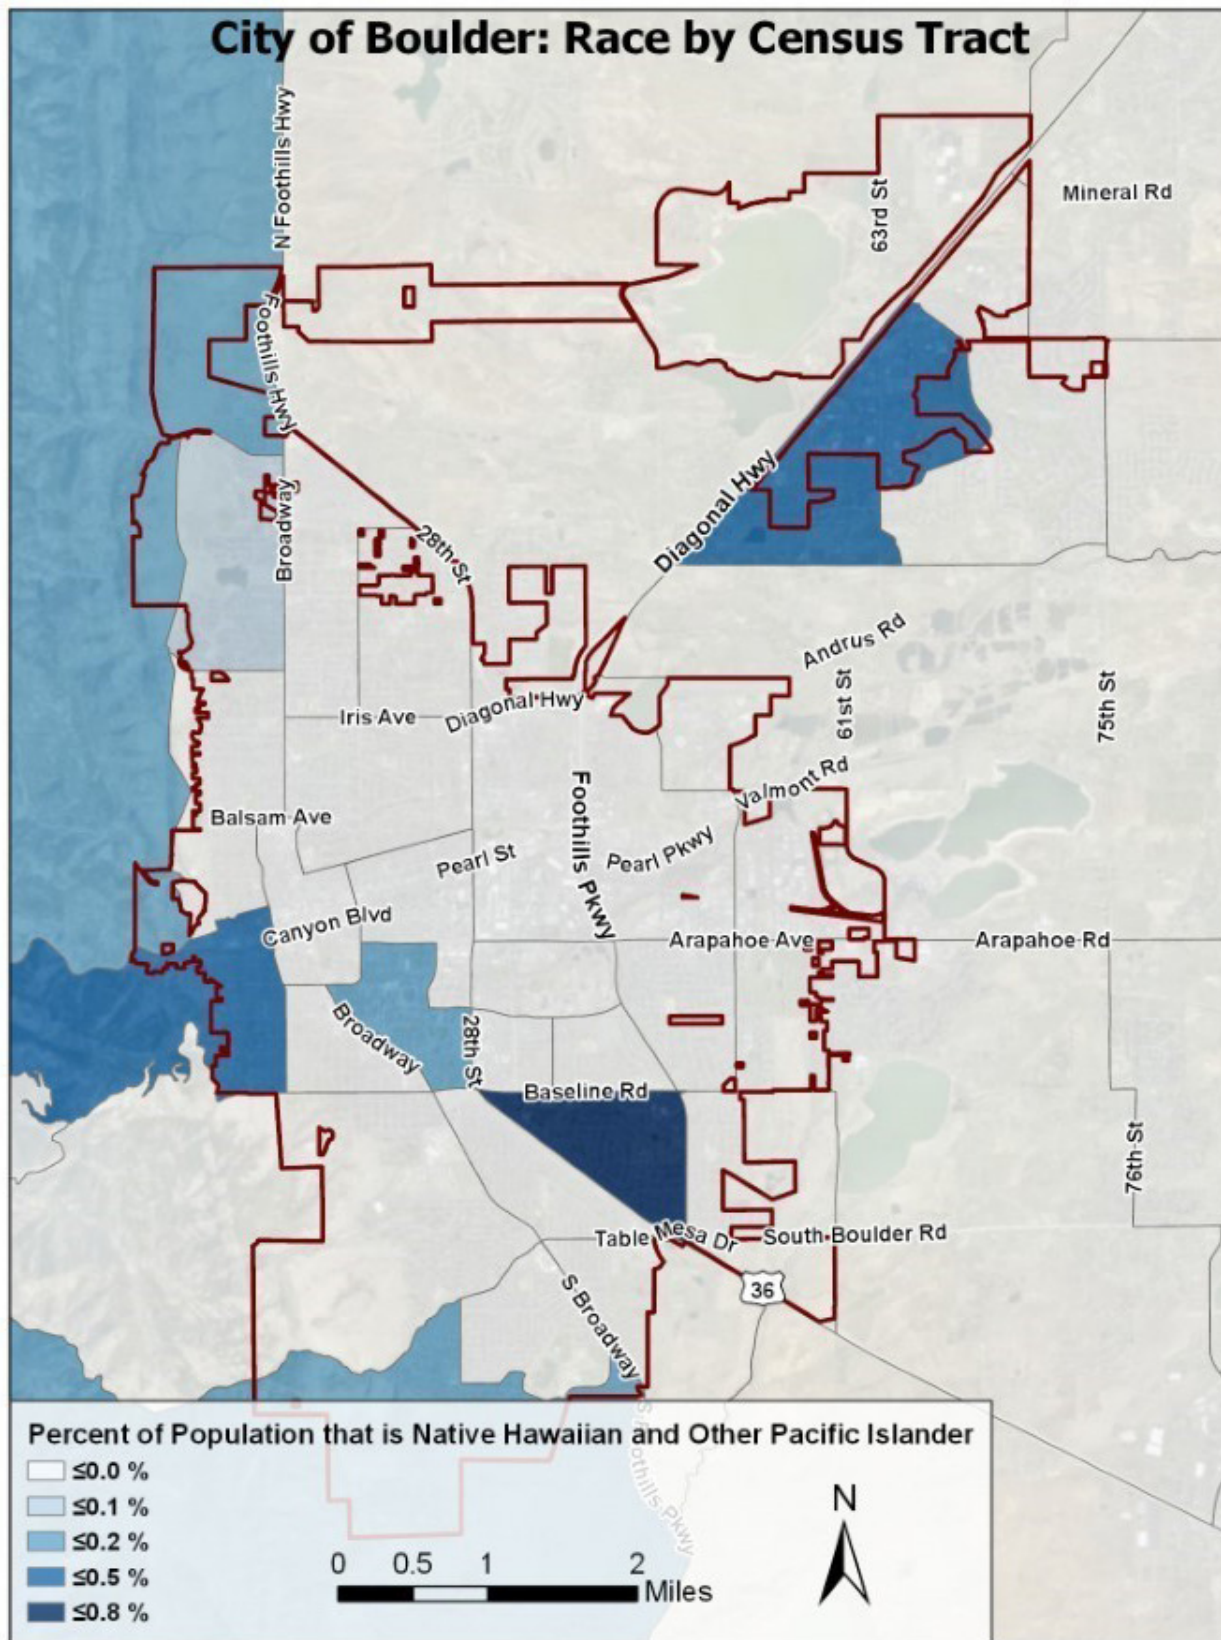 City of Boulder: Race by Census Tract
N Foothills Hwy
63rd St
Mineral Rd
Foothills Hwy
Broadway
28th St
Diagonal Hwy
Andrus Rd
61st St
75th St
Iris Ave
Diagonal Hwy
Valmont Rd
Balsam Ave
Foothills Pkwy
Pearl St
Pearl Pkwy
Canyon Blvd
Arapahoe Ave
Arapahoe Rd
Broadway
28th St
Baseline Rd
76th St
Table Mesa Dr
South Boulder Rd
36
S Broadway
S Foothills Pkwy
Percent of Population that is Native Hawaiian and Other Pacific Islander
≤0.0 %
≤0.1 %
≤0.2 %
≤0.5 %
≤0.8 %
0 0.5 1 2
Miles
N